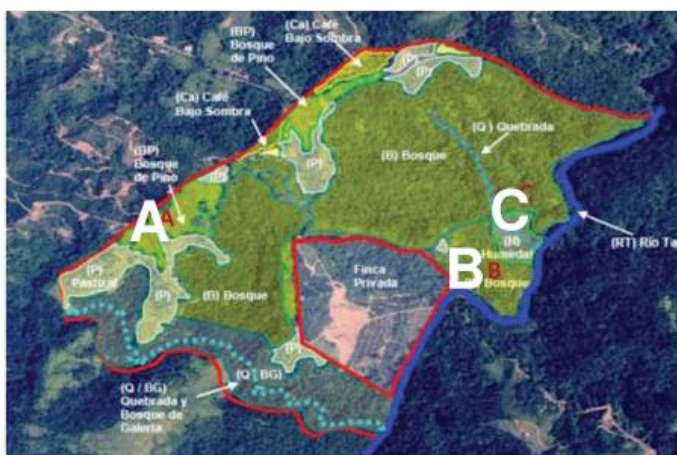 (Ca) Café
Bajo Sombra
(BP)
Bosque
de Pino
(P)
(P)
(Ca) Café
Bajo Sombra
(Q ) Quebrada
(BP)
Bosque
de Pino
(P)
(P)
(B) Bosque
A
A
C
(RT) Río Ta
(H)
Humedal
(P)
Pastizal
(P)
(B) Bosque
Finca
Privada
B
B
Bosque
(P)
(Q / BG)
(Q / BG)
Quebrada y
Bosque de
Galería